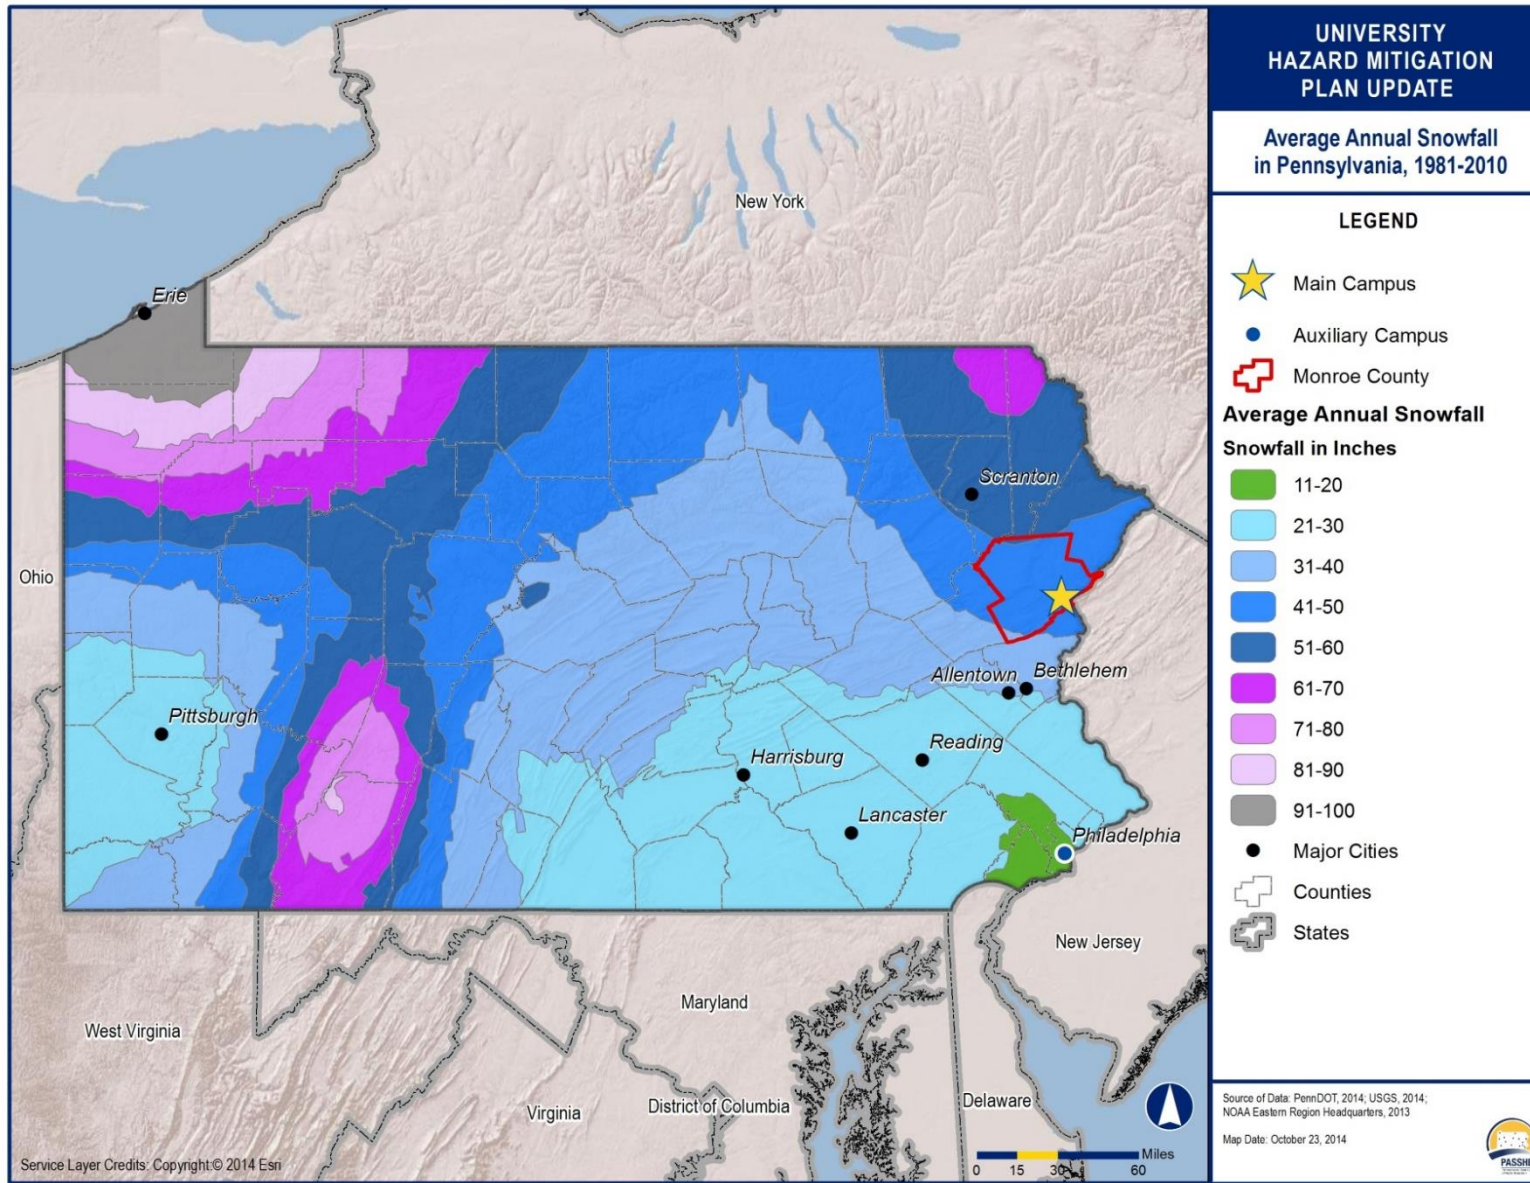 UNIVERSITY
HAZARD MITIGATION
PLAN UPDATE
Average Annual Snowfall
in Pennsylvania, 1981-2010
LEGEND
Main Campus
Auxiliary Campus
Monroe County
Average Annual Snowfall
Snowfall in Inches
11-20
21-30
31-40
41-50
51-60
61-70
71-80
81-90
91-100
Major Cities
Counties
States
Source of Data: PennDOT, 2014; USGS, 2014;
NOAA Eastern Region Headquarters, 2013
Map Date: October 23, 2014
New York
Erie
Scranton
Ohio
Allentown
Bethlehem
Pittsburgh
Harrisburg
Reading
Lancaster
Philadelphia
New Jersey
Maryland
West Virginia
Virginia
District of Columbia
Delaware
Service Layer Credits: Copyright:© 2014 Esri
0 15 30 60 Miles